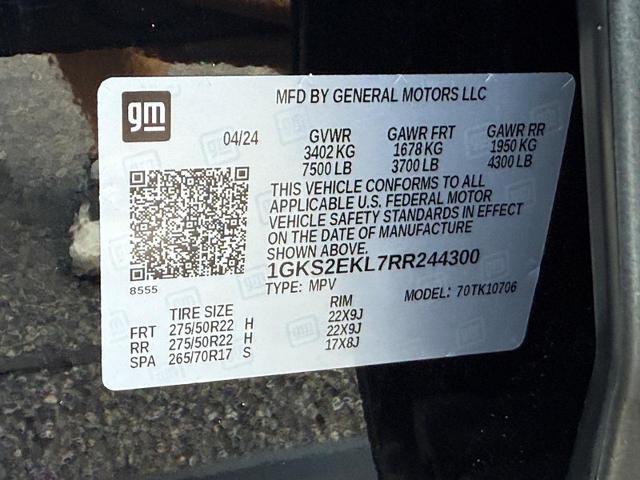 gm
MFD BY GENERAL MOTORS LLC
04/24 GVWR GAWR FRT GAWR RR
3402 KG 1678 KG 1950 KG
7500 LB 3700 LB 4300 LB
THIS VEHICLE CONFORMS TO ALL
APPLICABLE U.S. FEDERAL MOTOR
VEHICLE SAFETY STANDARDS IN EFFECT
ON THE DATE OF MANUFACTURE
SHOWN ABOVE.
1GKS2EKL7RR244300
8555
TYPE: MPV MODEL: 70TK10706
TIRE SIZE RIM
FRT 275/50R22 H 22X9J
RR 275/50R22 H 22X9J
SPA 265/70R17 S 17X8J